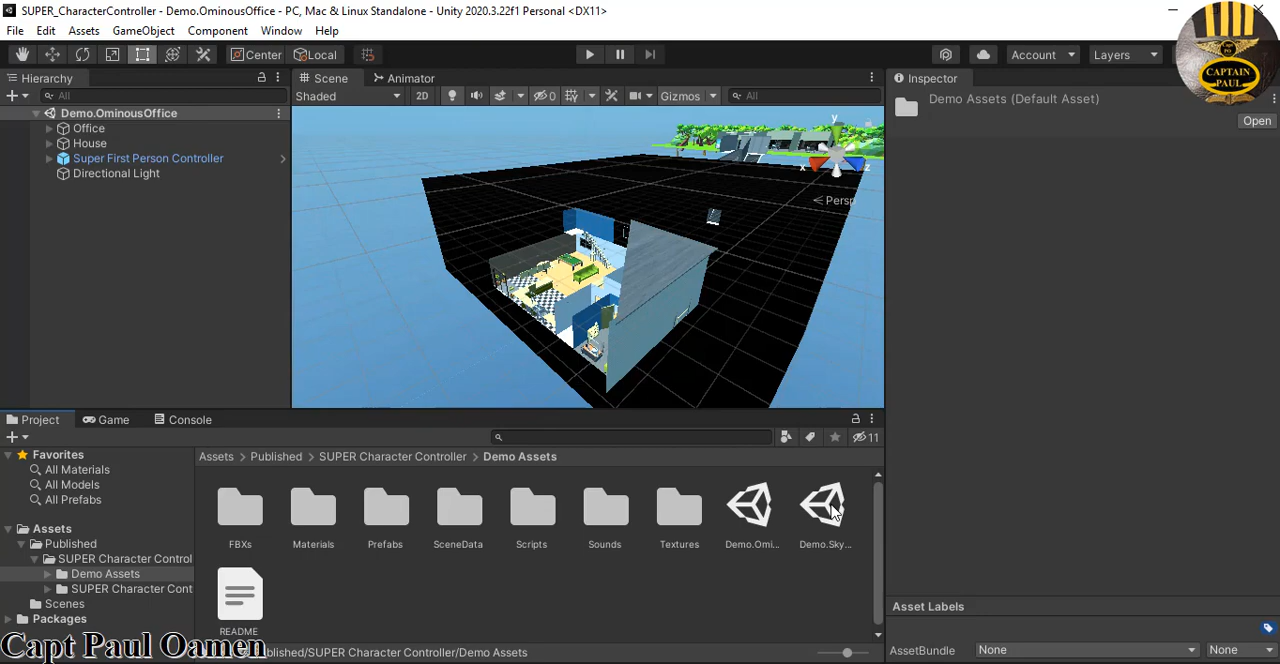 SUPER_CharacterController - Demo.OminousOffice - PC, Mac & Linux Standalone - Unity 2020.3.22f1 Personal <DX11>
File Edit Assets GameObject Component Window Help
Center Local Account Layers
CAPTAIN
PAUL
Hierarchy Scene Animator Inspector
All Shaded 2D 0 Gizmos All
Demo Assets (Default Asset)
Open
Demo.OminousOffice
Office
House
Super First Person Controller
Directional Light
y
x
z
Persp
Project Game Console
11
Favorites
All Materials
All Models
All Prefabs
Assets
Published
SUPER Character Control
Demo Assets
SUPER Character Cont
Scenes
Packages
Assets > Published > SUPER Character Controller > Demo Assets
FBXs Materials Prefabs SceneData Scripts Sounds Textures Demo.Omi... Demo.Sky...
README
Published/SUPER Character Controller/Demo Assets
Capt Paul Oamen
Asset Labels
AssetBundle None None